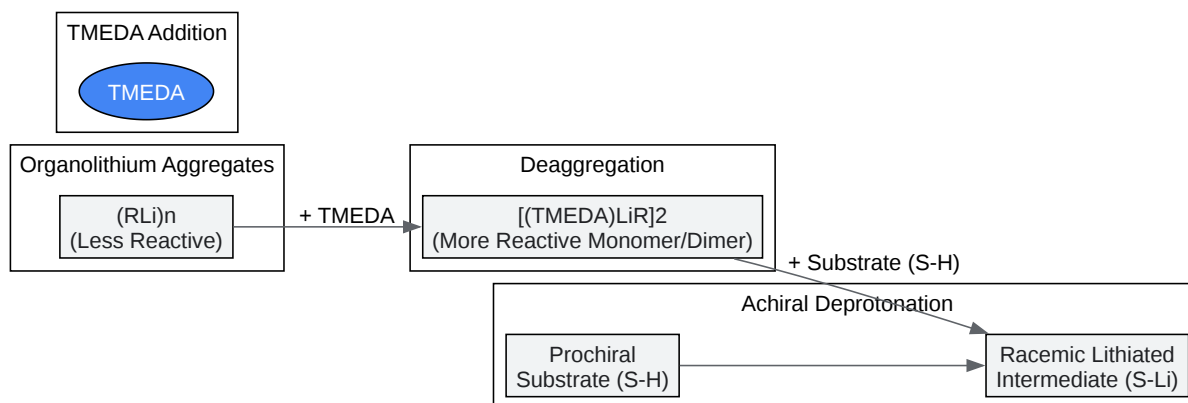 TMEDA Addition
TMEDA
Organolithium Aggregates
(RLi)n
(Less Reactive)
+ TMEDA
Deaggregation
[(TMEDA)LiR]2
(More Reactive Monomer/Dimer)
+ Substrate (S-H)
Achiral Deprotonation
Prochiral
Substrate (S-H)
Racemic Lithiated
Intermediate (S-Li)